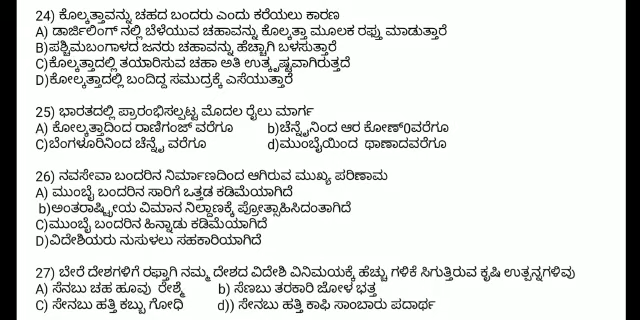 24) ಕೊಲ್ಕತ್ತಾವನ್ನು ಚಹದ ಬಂದರು ಎಂದು ಕರೆಯಲು ಕಾರಣ
A) ಡಾರ್ಜಿಲಿಂಗ್ ನಲ್ಲಿ ಬೆಳೆಯುವ ಚಹಾವನ್ನು ಕೊಲ್ಕತ್ತಾ ಮೂಲಕ ರಫ್ತು ಮಾಡುತ್ತಾರೆ
B)ಪಶ್ಚಿಮಬಂಗಾಳದ ಜನರು ಚಹಾವನ್ನು ಹೆಚ್ಚಾಗಿ ಬಳಸುತ್ತಾರೆ
C)ಕೊಲ್ಕತ್ತಾದಲ್ಲಿ ತಯಾರಿಸುವ ಚಹಾ ಅತಿ ಉತ್ಕೃಷ್ಟವಾಗಿರುತ್ತದೆ
D)ಕೋಲ್ಕತ್ತಾದಲ್ಲಿ ಬಂದಿದ್ದ ಸಮುದ್ರಕ್ಕೆ ಎಸೆಯುತ್ತಾರೆ
25) ಭಾರತದಲ್ಲಿ ಪ್ರಾರಂಭಿಸಲ್ಪಟ್ಟ ಮೊದಲ ರೈಲು ಮಾರ್ಗ
A) ಕೋಲ್ಕತ್ತಾದಿಂದ ರಾಣಿಗಂಜ್ ವರೆಗೂ b)ಚೆನ್ನೈನಿಂದ ಆರ ಕೋಣ್0ವರೆಗೂ
C)ಬೆಂಗಳೂರಿನಿಂದ ಚೆನ್ನೈ ವರೆಗೂ d)ಮುಂಬೈಯಿಂದ ಥಾಣಾದವರೆಗೂ
26) ನವಸೇವಾ ಬಂದರಿನ ನಿರ್ಮಾಣದಿಂದ ಆಗಿರುವ ಮುಖ್ಯ ಪರಿಣಾಮ
A) ಮುಂಬೈ ಬಂದರಿನ ಸಾರಿಗೆ ಒತ್ತಡ ಕಡಿಮೆಯಾಗಿದೆ
b)ಅಂತರಾಷ್ಟ್ರೀಯ ವಿಮಾನ ನಿಲ್ದಾಣಕ್ಕೆ ಪ್ರೋತ್ಸಾಹಿಸಿದಂತಾಗಿದೆ
C)ಮುಂಬೈ ಬಂದರಿನ ಹಿನ್ನಾಡು ಕಡಿಮೆಯಾಗಿದೆ
D)ವಿದೇಶಿಯರು ನುಸುಳಲು ಸಹಕಾರಿಯಾಗಿದೆ
27) ಬೇರೆ ದೇಶಗಳಿಗೆ ರಫ್ತಾಗಿ ನಮ್ಮ ದೇಶದ ವಿದೇಶಿ ವಿನಿಮಯಕ್ಕೆ ಹೆಚ್ಚು ಗಳಿಕೆ ಸಿಗುತ್ತಿರುವ ಕೃಷಿ ಉತ್ಪನ್ನಗಳಿವು
A) ಸೆನಬು ಚಹ ಹೂವು ರೇಶ್ಮೆ b) ಸೆಣಬು ತರಕಾರಿ ಜೋಳ ಭತ್ತ
C) ಸೇನಬು ಹತ್ತಿ ಕಬ್ಬು ಗೋಧಿ d)) ಸೇನಬು ಹತ್ತಿ ಕಾಫಿ ಸಾಂಬಾರು ಪದಾರ್ಥ